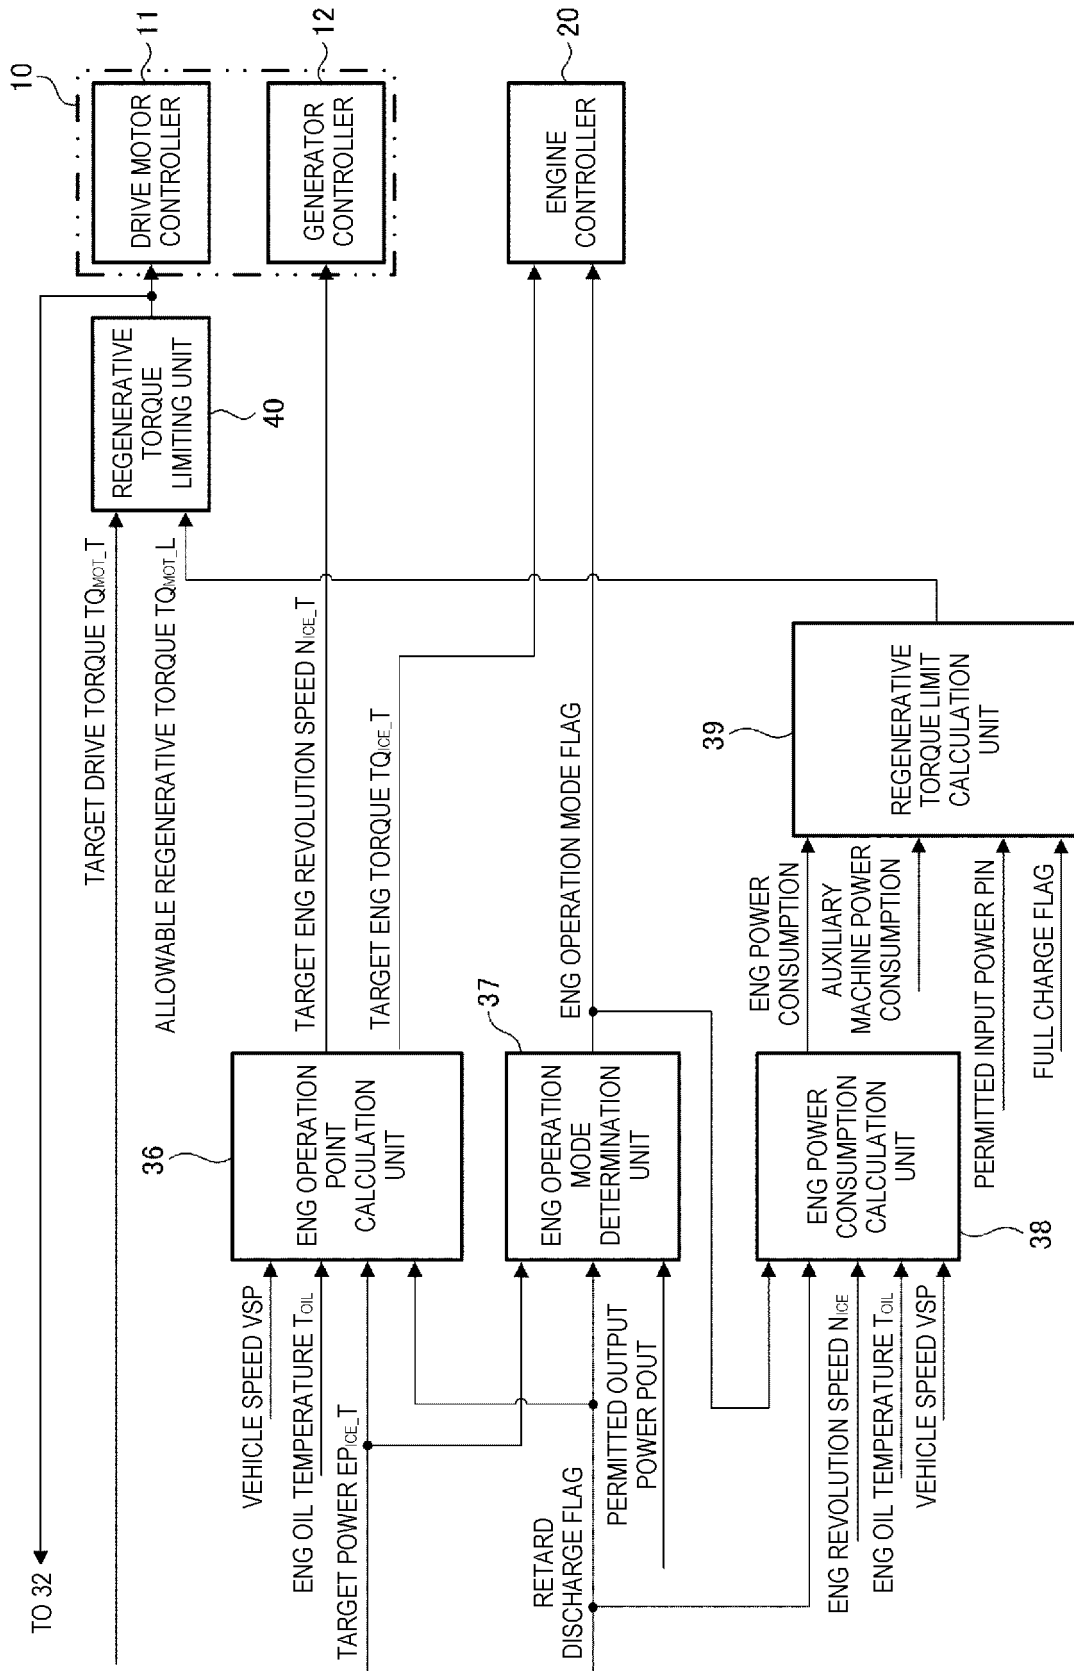 TO 32
TARGET DRIVE TORQUE TQMOT_T
ALLOWABLE REGENERATIVE TORQUE TQMOT_L
REGENERATIVE
TORQUE
LIMITING UNIT
40
10
DRIVE MOTOR
CONTROLLER
11
GENERATOR
CONTROLLER
12
ENGINE
CONTROLLER
20
VEHICLE SPEED VSP
ENG OIL TEMPERATURE TOIL
TARGET POWER EPICE_T
36
ENG OPERATION
POINT
CALCULATION
UNIT
TARGET ENG REVOLUTION SPEED NICE_T
TARGET ENG TORQUE TQICE_T
RETARD
DISCHARGE FLAG
PERMITTED OUTPUT
POWER POUT
37
ENG OPERATION
MODE
DETERMINATION
UNIT
ENG OPERATION MODE FLAG
ENG REVOLUTION SPEED NICE
ENG OIL TEMPERATURE TOIL
VEHICLE SPEED VSP
ENG POWER
CONSUMPTION
CALCULATION
UNIT
38
ENG POWER
CONSUMPTION
AUXILIARY
MACHINE POWER
CONSUMPTION
PERMITTED INPUT POWER PIN
FULL CHARGE FLAG
39
REGENERATIVE
TORQUE LIMIT
CALCULATION
UNIT